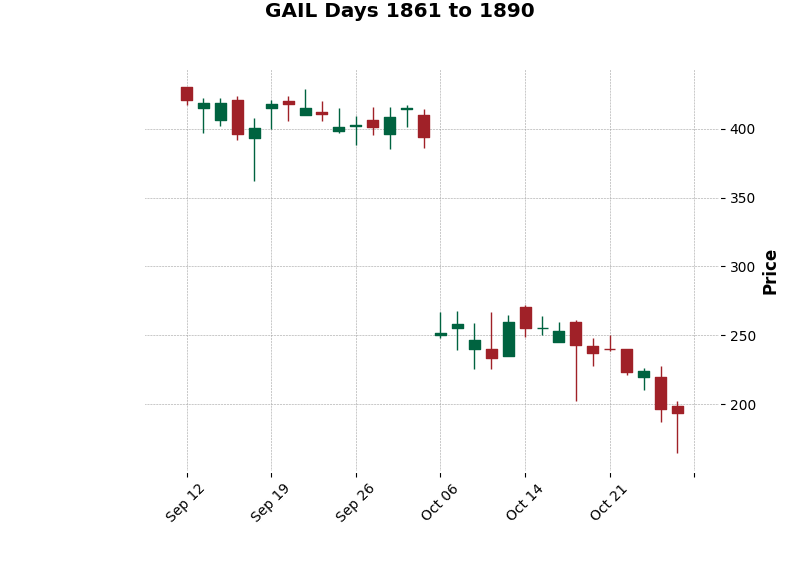 GAIL Days 1861 to 1890
400
350
300
250
200
Price
Sep 12
Sep 19
Sep 26
Oct 06
Oct 14
Oct 21